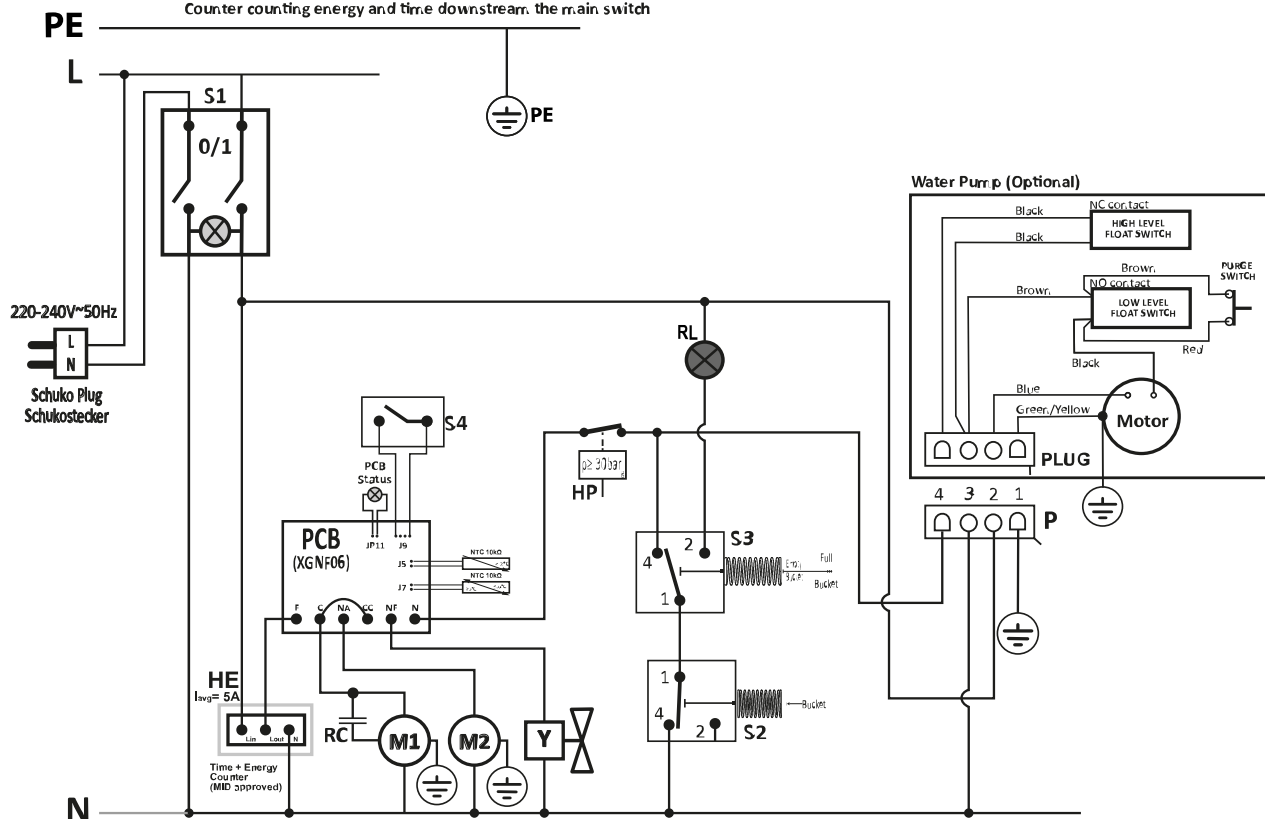 Counter counting energy and time downstream the main switch
PE
L
S1
PE
0/1
Water Pump (Optional)
NC contact
Black
HIGH LEVEL
FLOAT SWITCH
Black
PURGE
SWITCH
Brown
NO contact
Brown
LOW LEVEL
FLOAT SWITCH
220-240V~50Hz
L
N
RL
Red
Black
Schuko Plug
Schukostecker
Blue
Green/Yellow
Motor
S4
PLUG
PCB
Status
p≥ 30bar
HP
4 3 2 1
P
PCB
(XGNF06)
JP11 J9
NTC 10kΩ
J5
NTC 10kΩ
J7
S3
2
4
1
Full
Bucket
F C NA CC NF N
HE
Iavg= 5A
1
4
2
S2
Bucket
Lin Lout N
RC
M1
M2
Y
Time + Energy
Counter
(MID approved)
N